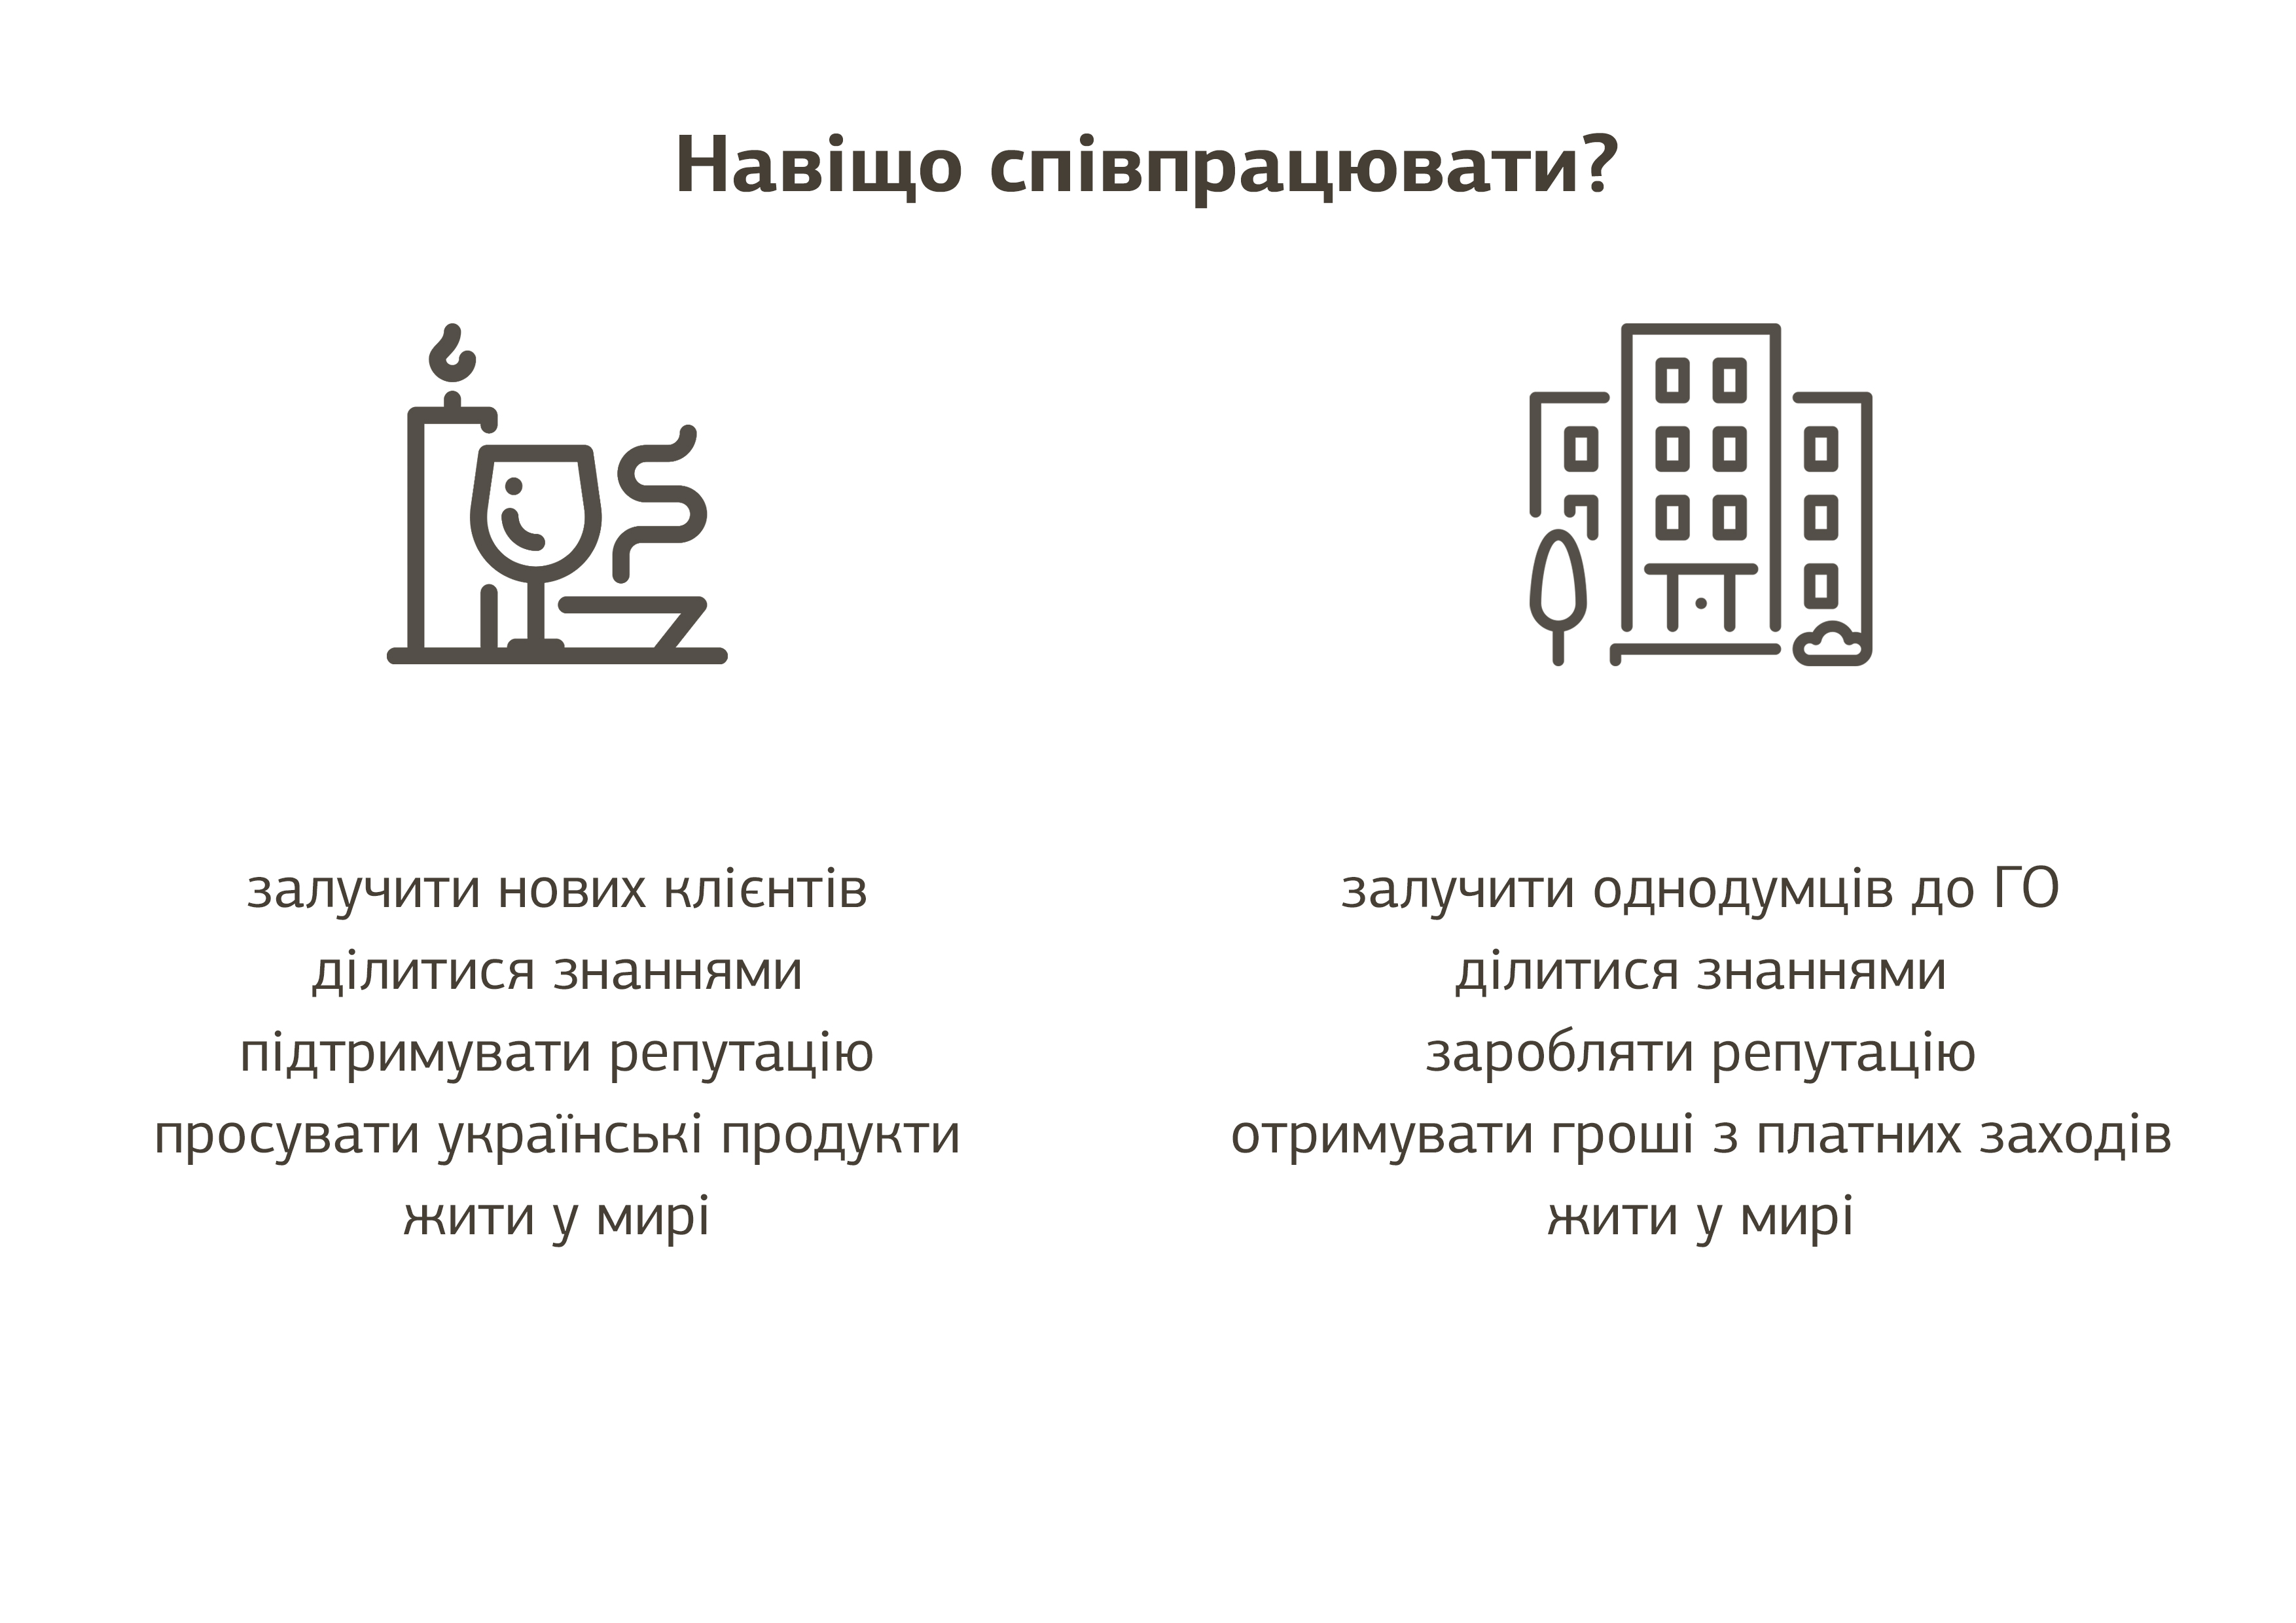 Навіщо співпрацювати?
залучити нових клієнтів
ділитися знаннями
підтримувати репутацію
просувати українські продукти
жити у мирі
залучити однодумців до ГО
ділитися знаннями
заробляти репутацію
отримувати гроші з платних заходів
жити у мирі